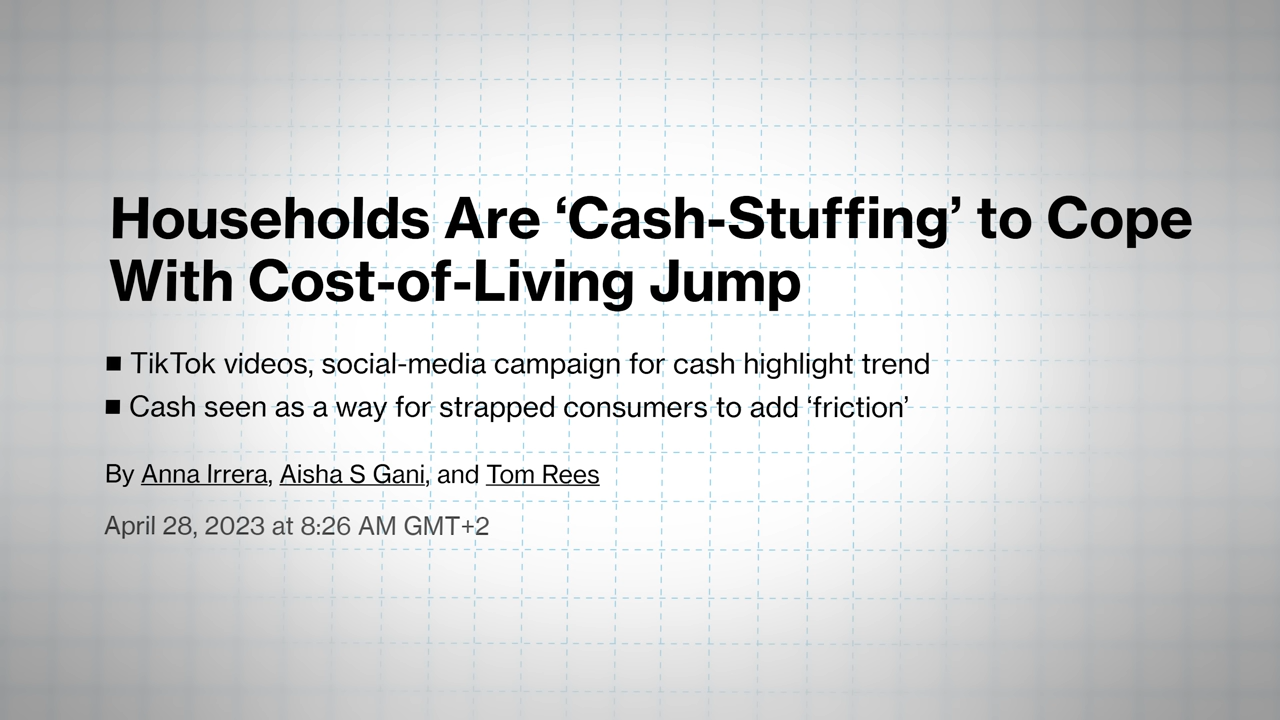 Households Are ‘Cash-Stuffing’ to Cope
With Cost-of-Living Jump
■ TikTok videos, social-media campaign for cash highlight trend
■ Cash seen as a way for strapped consumers to add ‘friction’
By Anna Irrera, Aisha S Gani, and Tom Rees
April 28, 2023 at 8:26 AM GMT+2